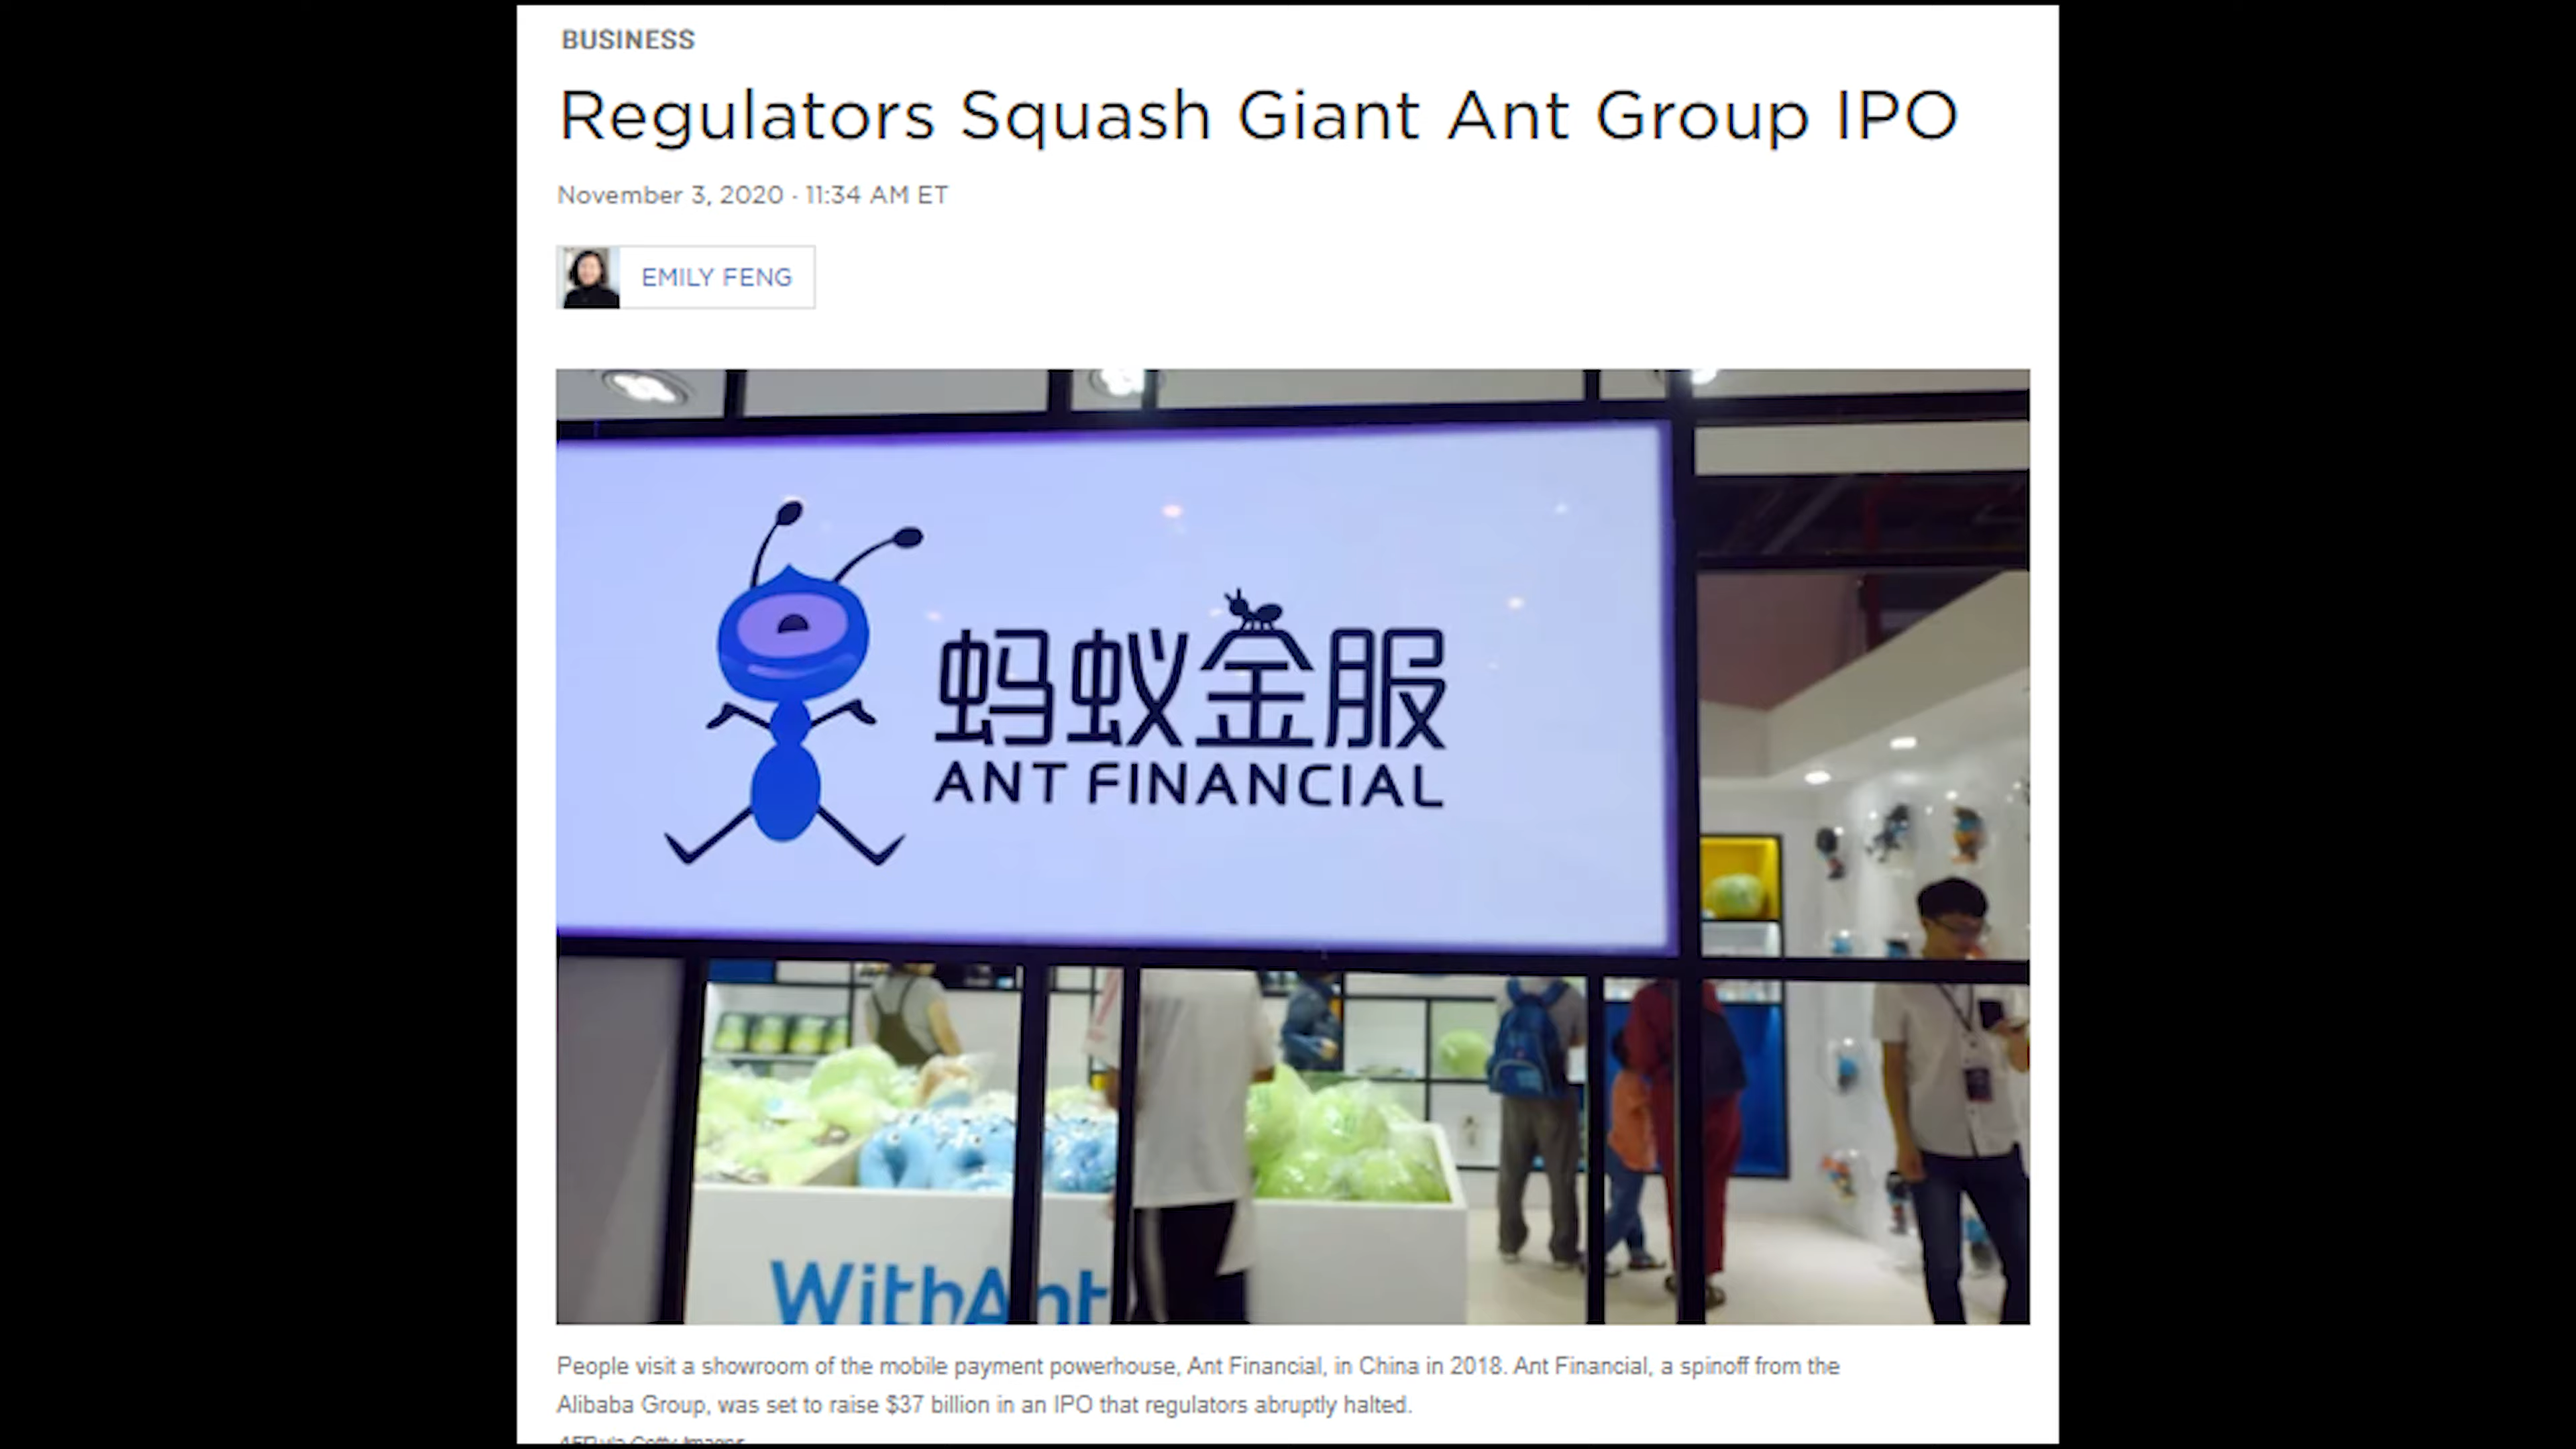 BUSINESS
Regulators Squash Giant Ant Group IPO
November 3, 2020 · 11:34 AM ET
EMILY FENG
蚂蚁金服
ANT FINANCIAL
WithAnt
People visit a showroom of the mobile payment powerhouse, Ant Financial, in China in 2018. Ant Financial, a spinoff from the
Alibaba Group, was set to raise $37 billion in an IPO that regulators abruptly halted.